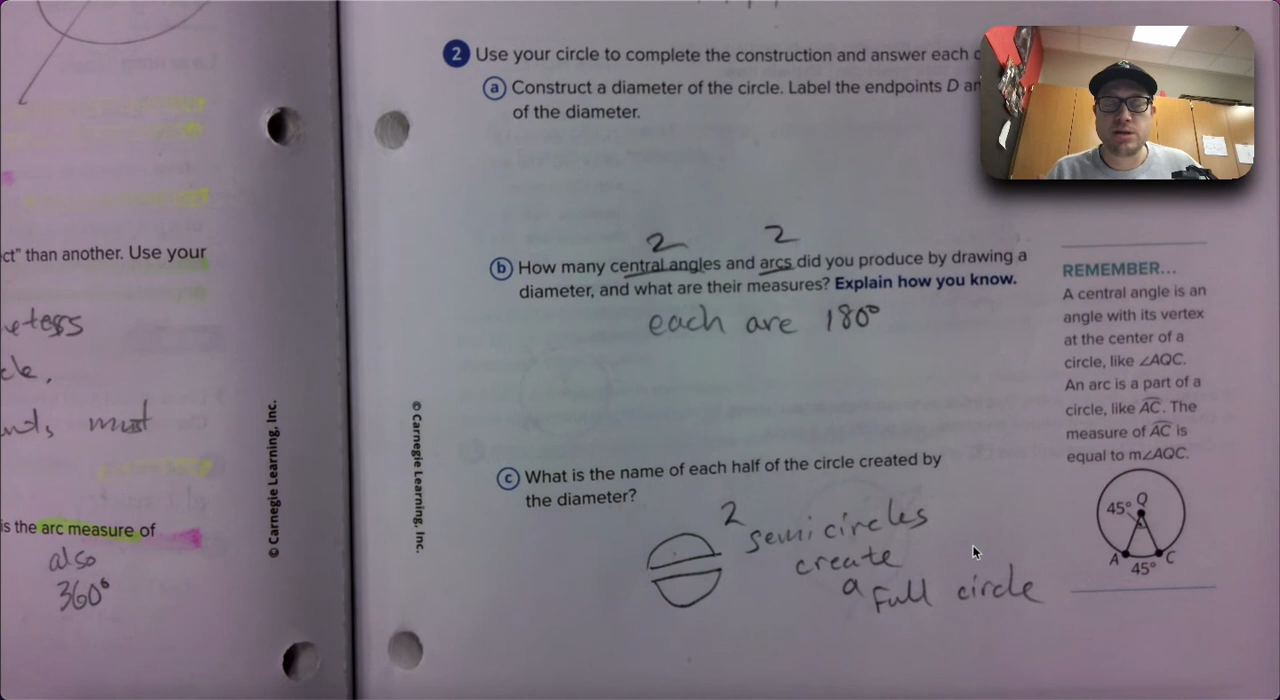 ct" than another. Use your
cle,
must
is the arc measure of
also
360°
© Carnegie Learning, Inc.
© Carnegie Learning, Inc.
2 Use your circle to complete the construction and answer each
a Construct a diameter of the circle. Label the endpoints D
of the diameter.
2 2
b How many central angles and arcs did you produce by drawing a
diameter, and what are their measures? Explain how you know.
each are 180°
c What is the name of each half of the circle created by
the diameter?
2 semicircles
create
a full circle
REMEMBER...
A central angle is an
angle with its vertex
at the center of a
circle, like ∠AQC.
An arc is a part of a
circle, like A͡C. The
measure of A͡C is
equal to m∠AQC.
Q
45°
A C
45°